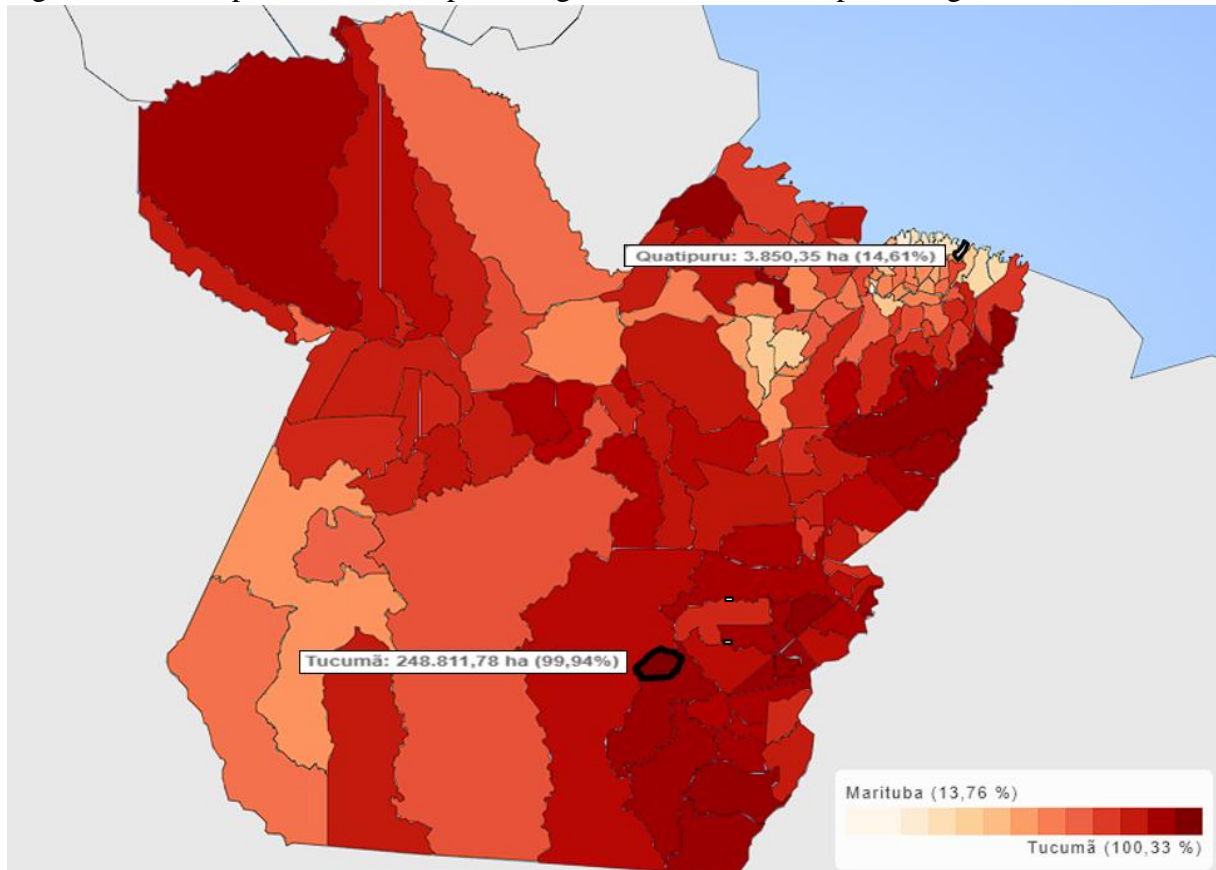 Quatipuru: 3.850,35 ha (14,61%)
Tucumã: 248.811,78 ha (99,94%)
Marituba (13,76 %)
Tucumã (100,33 %)